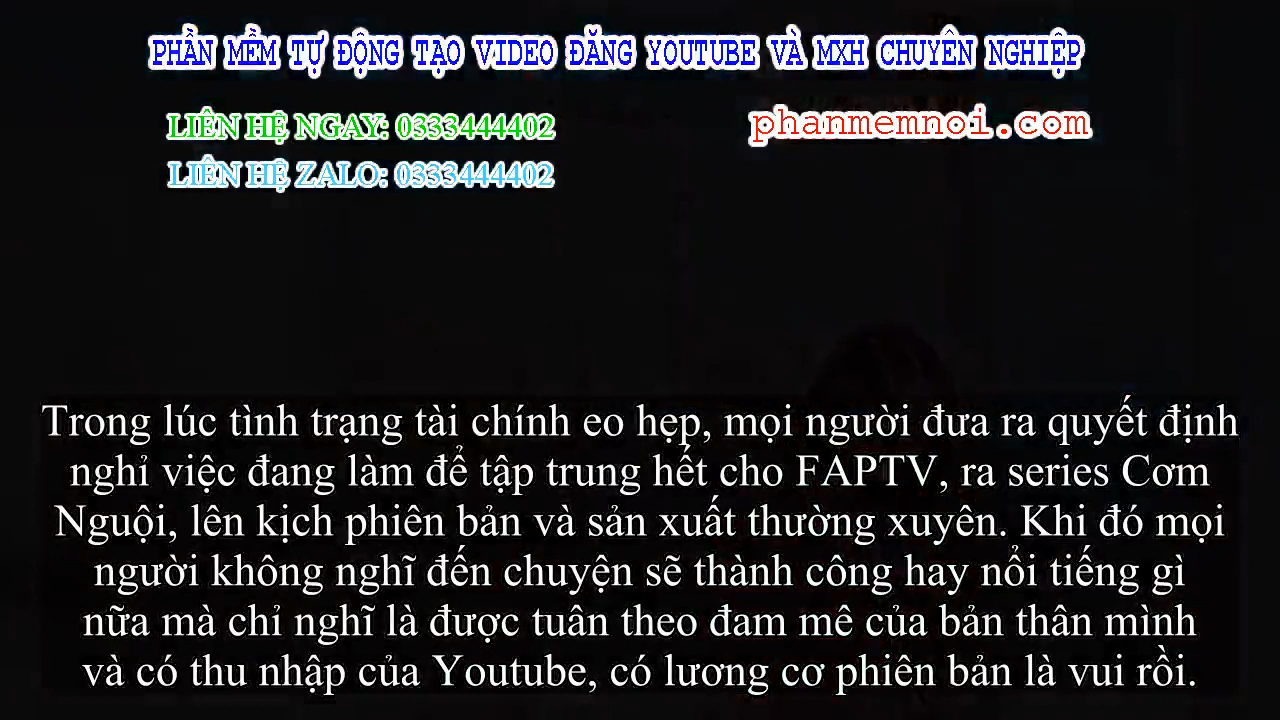 PHẦN MỀM TỰ ĐỘNG TẠO VIDEO ĐĂNG YOUTUBE VÀ MXH CHUYÊN NGHIỆP
LIÊN HỆ NGAY: 0333444402
phanmemnoi.com
LIÊN HỆ ZALO: 0333444402
Trong lúc tình trạng tài chính eo hẹp, mọi người đưa ra quyết định
nghỉ việc đang làm để tập trung hết cho FAPTV, ra series Cơm
Nguội, lên kịch phiên bản và sản xuất thường xuyên. Khi đó mọi
người không nghĩ đến chuyện sẽ thành công hay nổi tiếng gì
nữa mà chỉ nghĩ là được tuân theo đam mê của bản thân mình
và có thu nhập của Youtube, có lương cơ phiên bản là vui rồi.